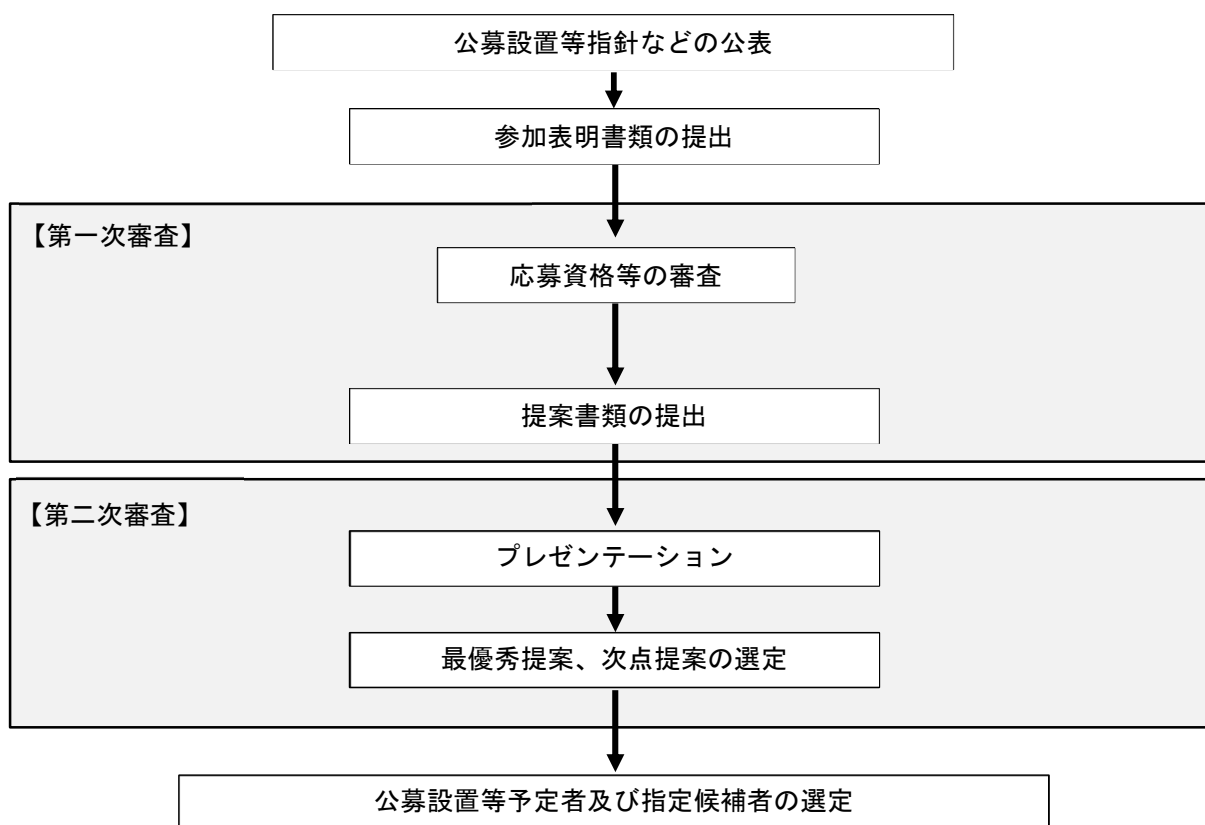 公募設置等指針などの公表
参加表明書類の提出
【第一次審査】
応募資格等の審査
提案書類の提出
【第二次審査】
プレゼンテーション
最優秀提案、次点提案の選定
公募設置等予定者及び指定候補者の選定